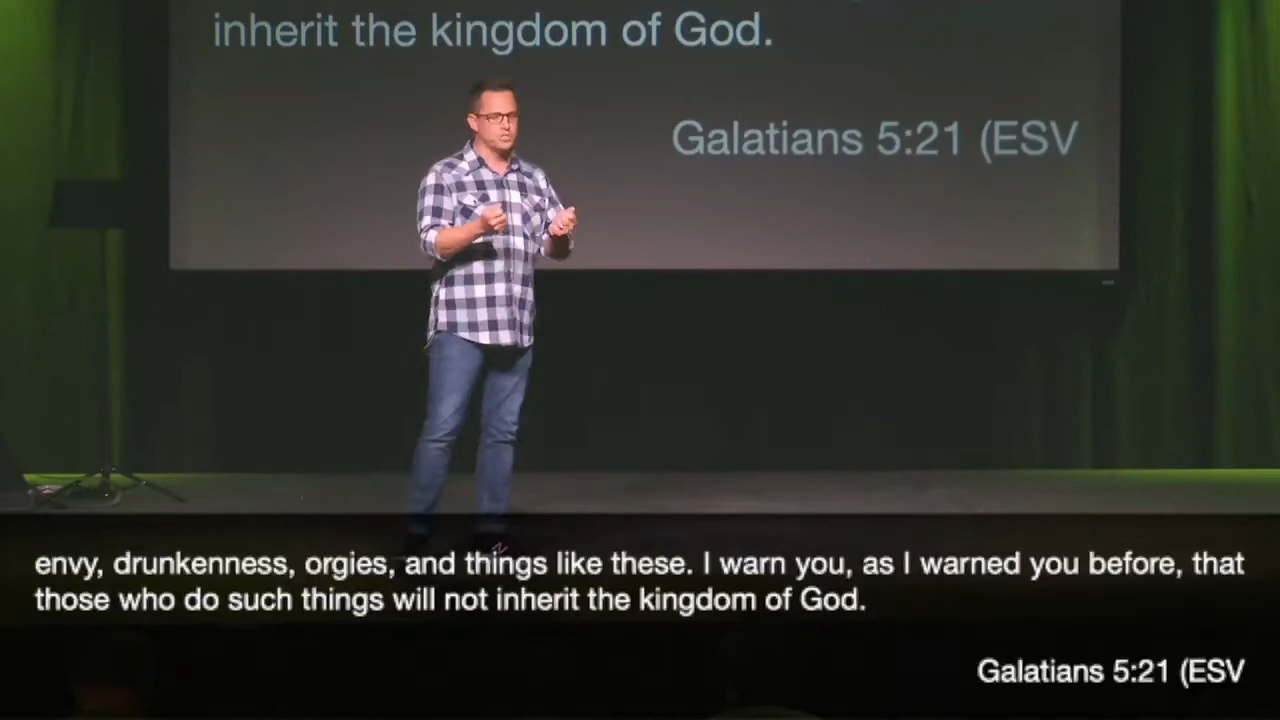 inherit the kingdom of God.
Galatians 5:21 (ESV
envy, drunkenness, orgies, and things like these. I warn you, as I warned you before, that
those who do such things will not inherit the kingdom of God.
Galatians 5:21 (ESV